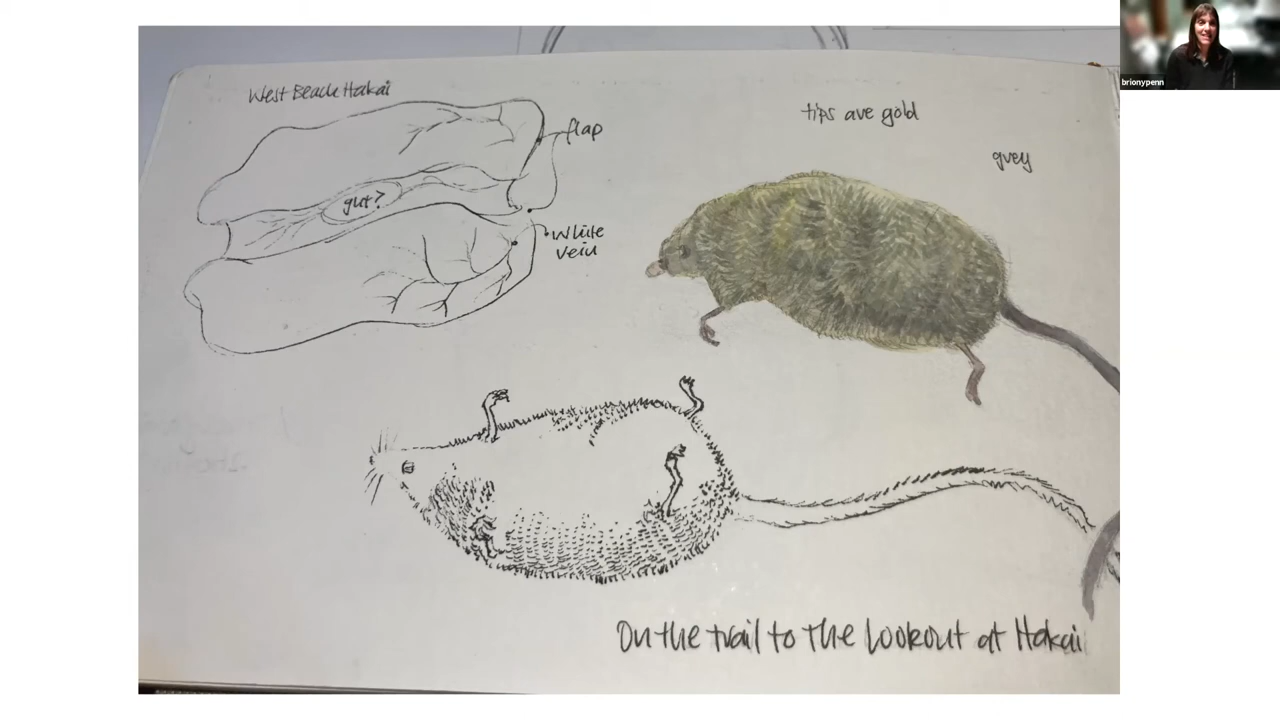 West Beach Hakai
flap
gut?
White
vein
tips are gold
grey
On the trail to the Lookout at Hakai
brionypenn